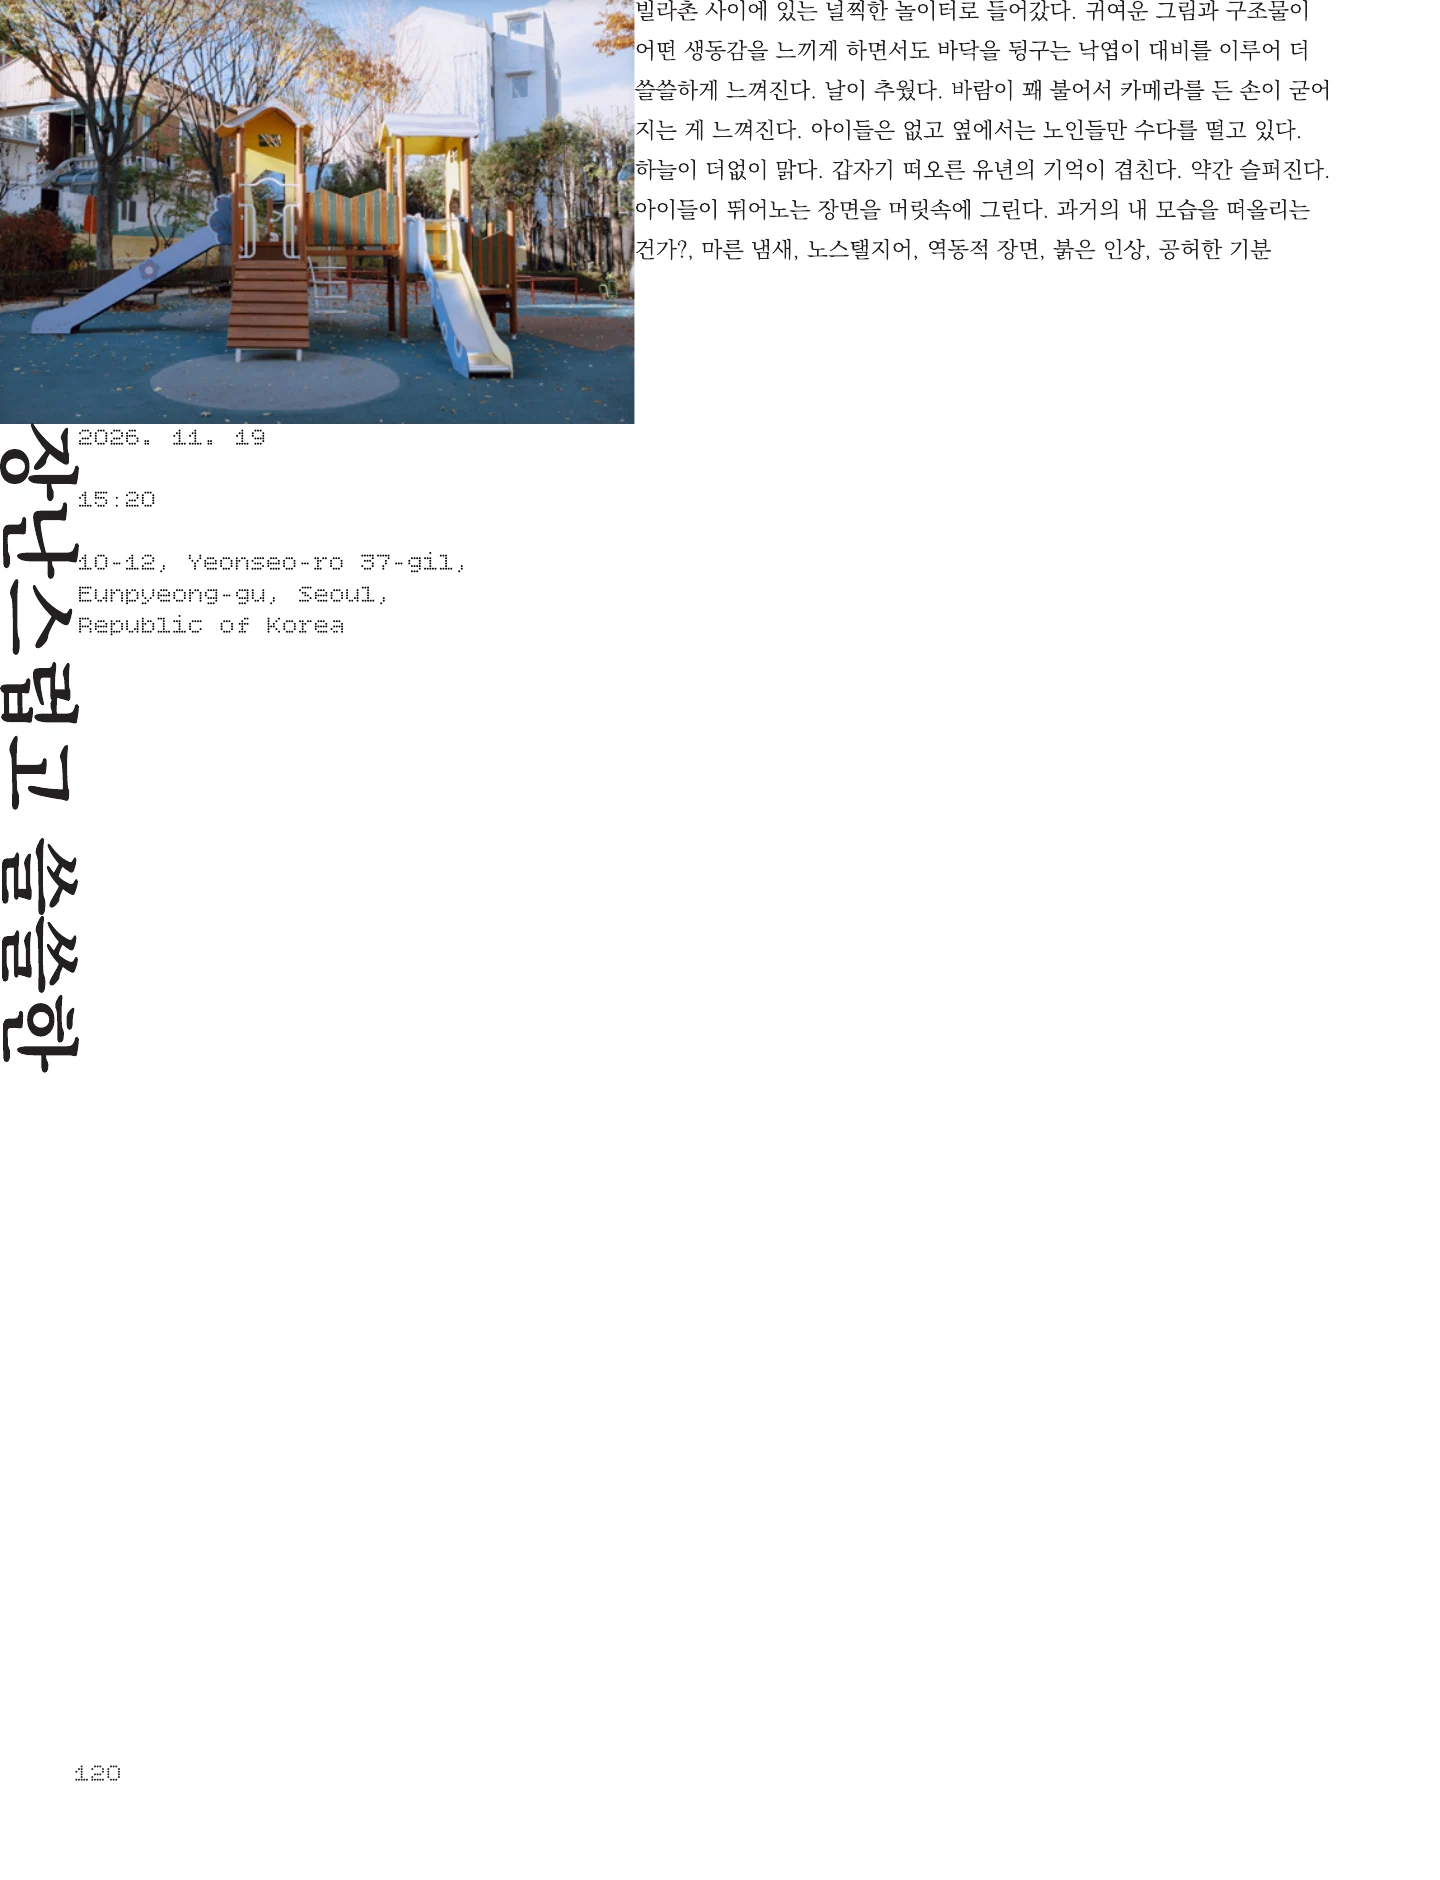 빌라촌 사이에 있는 널찍한 놀이터로 들어갔다. 귀여운 그림과 구조물이
어떤 생동감을 느끼게 하면서도 바닥을 뒹구는 낙엽이 대비를 이루어 더
쓸쓸하게 느껴진다. 날이 추웠다. 바람이 꽤 불어서 카메라를 든 손이 굳어
지는 게 느껴진다. 아이들은 없고 옆에서는 노인들만 수다를 떨고 있다.
하늘이 더없이 맑다. 갑자기 떠오른 유년의 기억이 겹친다. 약간 슬퍼진다.
아이들이 뛰어노는 장면을 머릿속에 그린다. 과거의 내 모습을 떠올리는
건가?, 마른 냄새, 노스탤지어, 역동적 장면, 붉은 인상, 공허한 기분
장난스럽고 쓸쓸한
2026. 11. 19
15:20
10-12, Yeonseo-ro 37-gil,
Eunpyeong-gu, Seoul,
Republic of Korea
120